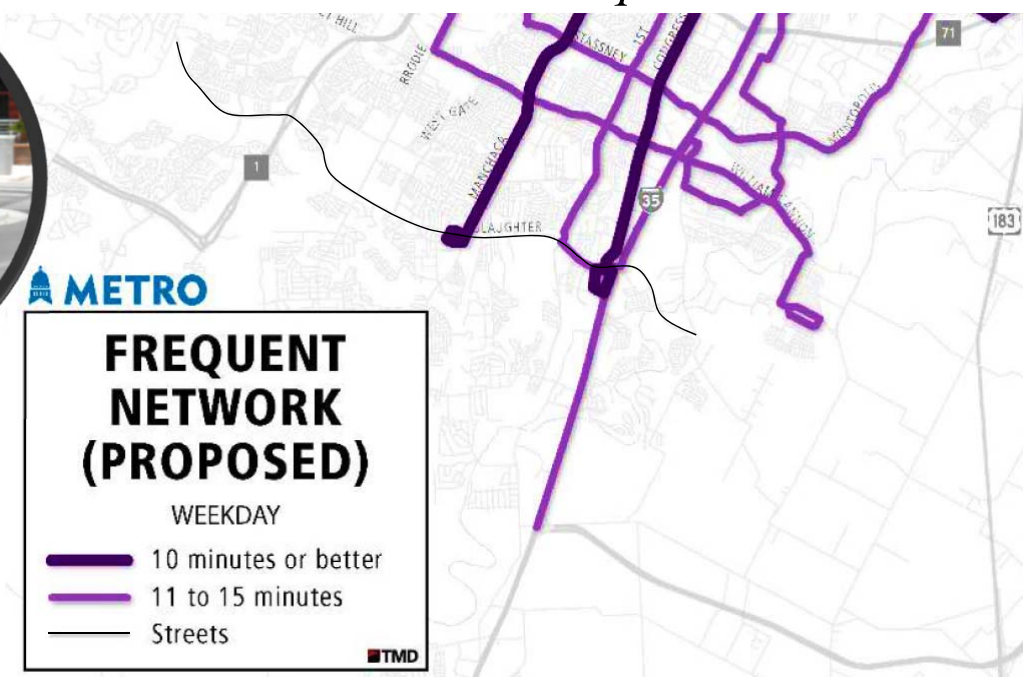 71
STASSNEY
1ST
CONGRESS
BRODIE
WEST GATE
MONTOPOLIS
1
MANCHACA
WILLIAM CANNON
35
183
SLAUGHTER
METRO
FREQUENT
NETWORK
(PROPOSED)
WEEKDAY
10 minutes or better
11 to 15 minutes
Streets
TMD